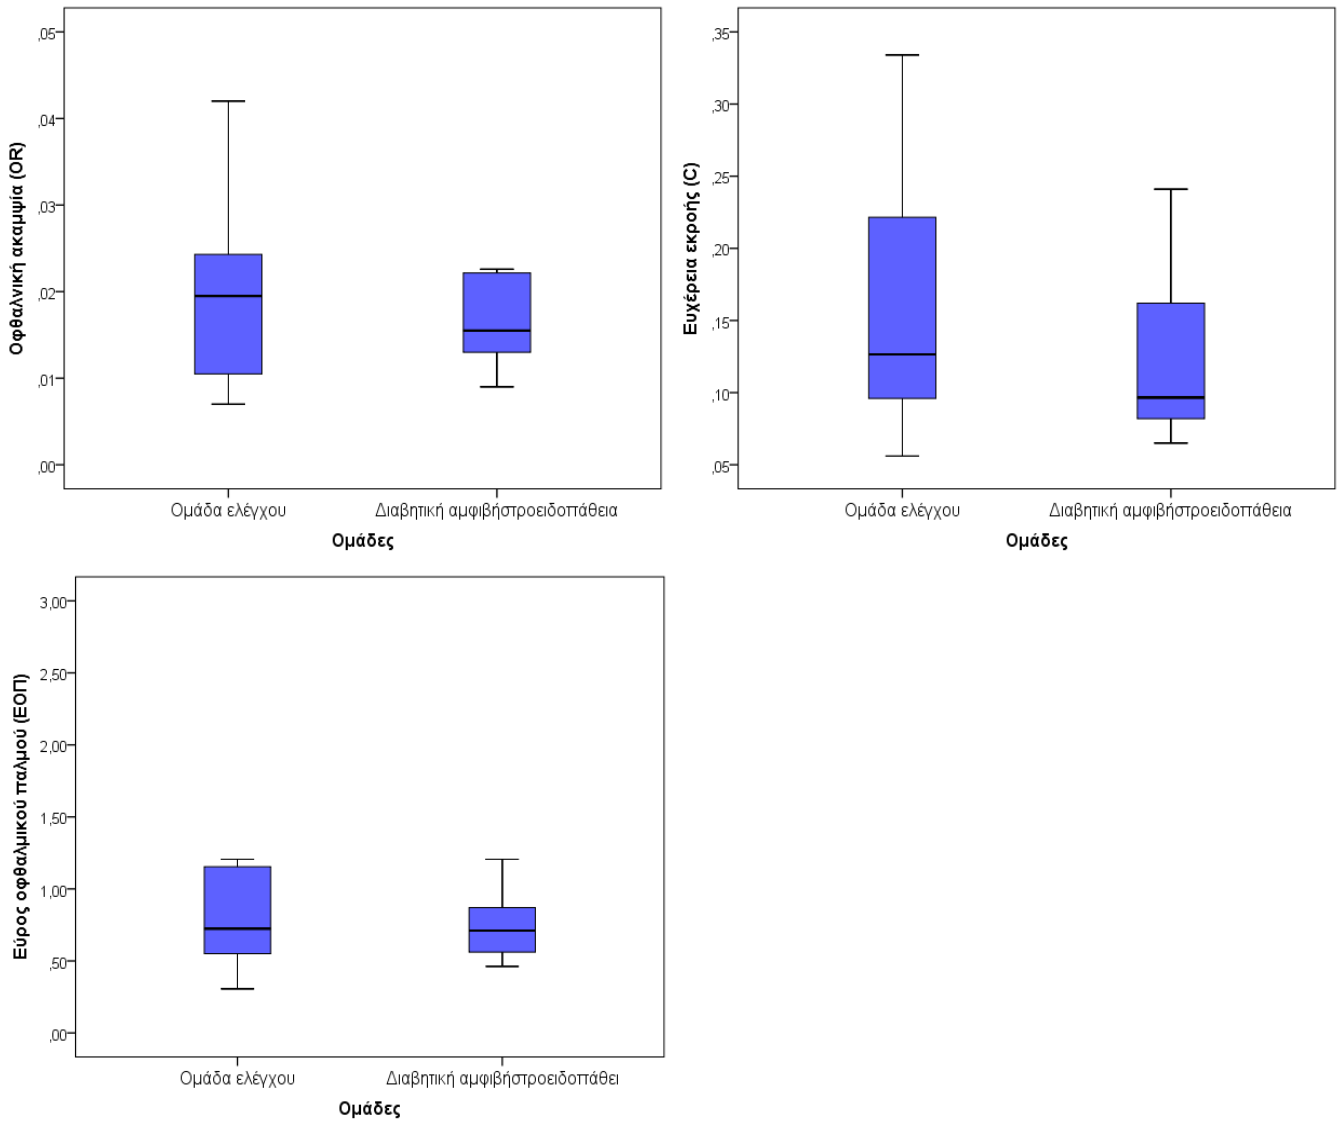 Οφθαλνική ακαμψία (OR)
,05
,04
,03
,02
,01
,00
Ομάδα ελέγχου
Διαβητική αμφιβήστροειδοπάθεια
Ομάδες
Ευχέρεια εκροής (C)
,35
,30
,25
,20
,15
,10
,05
Ομάδα ελέγχου
Διαβητική αμφιβήστροειδοπάθεια
Ομάδες
Εύρος οφθαλμικού παλμού (ΕΟΠ)
3,00
2,50
2,00
1,50
1,00
,50
,00
Ομάδα ελέγχου
Διαβητική αμφιβήστροειδοπάθει
Ομάδες